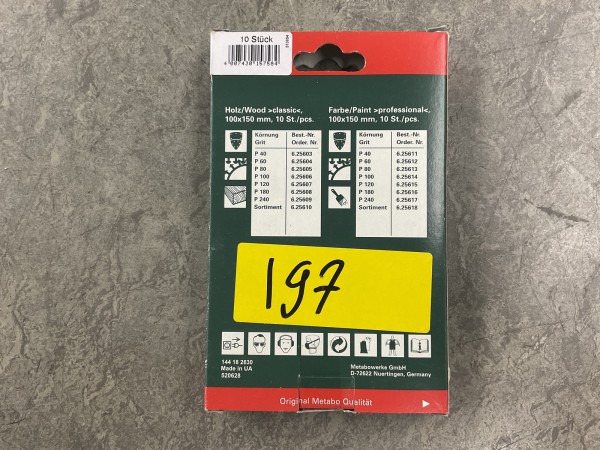 10 Stück
4 007430 157584
Holz/Wood >classic<,
100x150 mm, 10 St./pcs.
Körnung Best.-Nr.
Grit Order. Nr.
P 40 6.25603
P 60 6.25604
P 80 6.25605
P 100 6.25606
P 120 6.25607
P 180 6.25608
P 240 6.25609
Sortiment 6.25610
Farbe/Paint >professional<,
100x150 mm, 10 St./pcs.
Körnung Best.-Nr.
Grit Order. Nr.
P 40 6.25611
P 60 6.25612
P 80 6.25613
P 100 6.25614
P 120 6.25615
P 180 6.25616
P 240 6.25617
Sortiment 6.25618
197
144 18 2630
Made in UA
520628
Metabowerke GmbH
D-72622 Nuertingen, Germany
Original Metabo Qualität